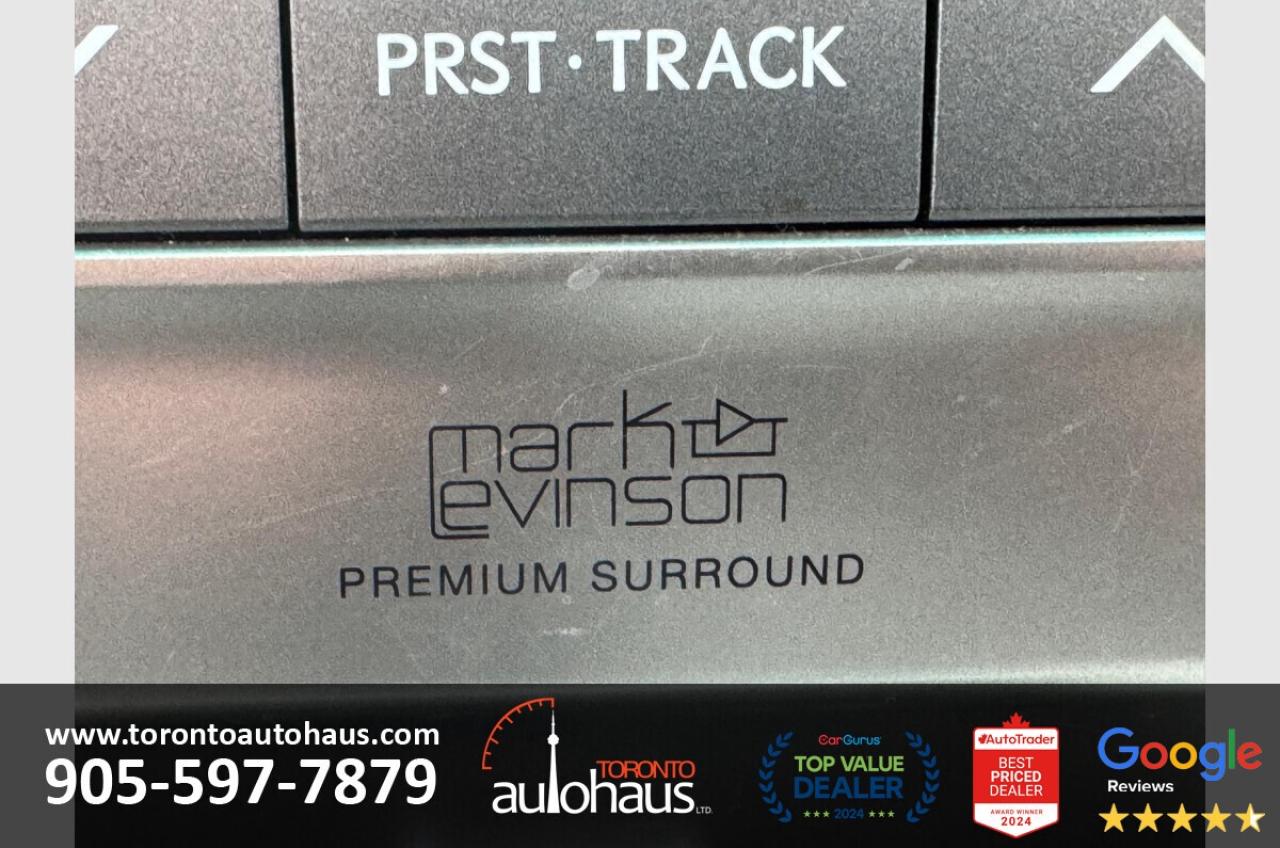 PRST·TRACK
mark
Levinson
PREMIUM SURROUND
www.torontoautohaus.com
905-597-7879
TORONTO
autohaus LTD.
CarGurus
TOP VALUE
DEALER
★★★ 2024 ★★★
AutoTrader
BEST
PRICED
DEALER
AWARD WINNER
2024
Google
Reviews